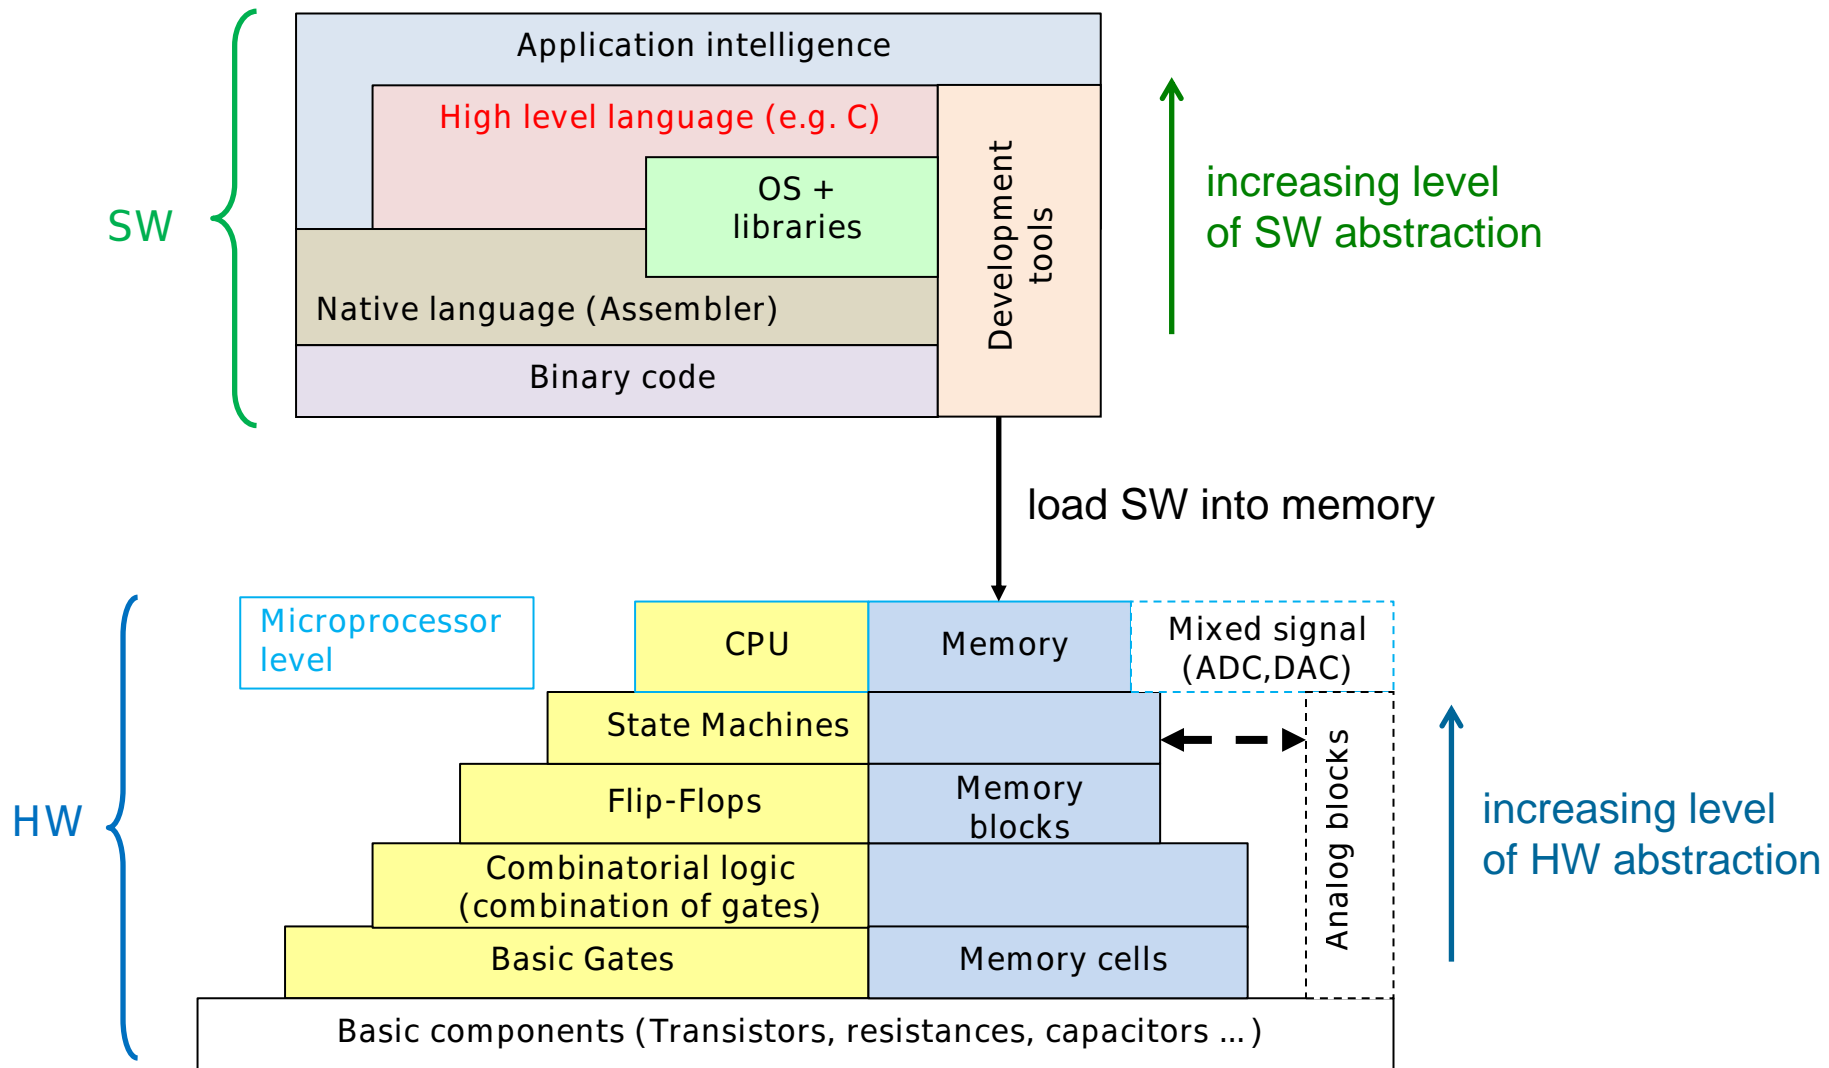 Application intelligence
High level language (e.g. C)
OS +
libraries
Development
tools
SW
increasing level
of SW abstraction
Native language (Assembler)
Binary code
load SW into memory
Microprocessor
level
CPU
Memory
Mixed signal
(ADC,DAC)
State Machines
Flip-Flops
Memory
blocks
Analog blocks
HW
increasing level
of HW abstraction
Combinatorial logic
(combination of gates)
Basic Gates
Memory cells
Basic components (Transistors, resistances, capacitors ...)